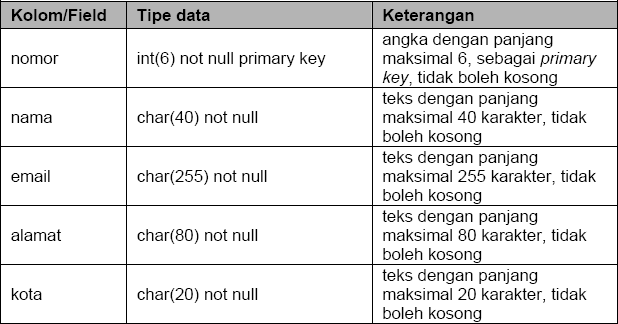 Kolom/Field Tipe data Keterangan
nomor int(6) not null primary key angka dengan panjang
maksimal 6, sebagai primary
key, tidak boleh kosong
nama char(40) not null teks dengan panjang
maksimal 40 karakter, tidak
boleh kosong
email char(255) not null teks dengan panjang
maksimal 255 karakter, tidak
boleh kosong
alamat char(80) not null teks dengan panjang
maksimal 80 karakter, tidak
boleh kosong
kota char(20) not null teks dengan panjang
maksimal 20 karakter, tidak
boleh kosong